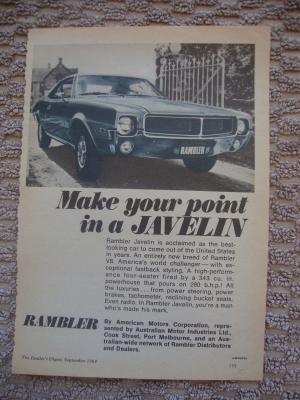 RAMBLER
Make your point
in a JAVELIN
Rambler Javelin is acclaimed as the best-
looking car to come out of the United States
in years. An entirely new breed of Rambler
V8. America's world challenger — with ex-
ceptional fastback styling. A high-perform-
ance four-seater fired by a 343 cu. in.
powerhouse that pours on 280 b.h.p.! All
the luxuries . . . from power steering, power
brakes, tachometer, reclining bucket seats.
Even radio. In Rambler Javelin, you're a man
who's made his mark.
RAMBLER
By American Motors Corporation, repre-
sented by Australian Motor Industries Ltd.,
Cook Street, Port Melbourne, and an Aus-
tralian-wide network of Rambler Distributors
and Dealers.
The Reader's Digest, September